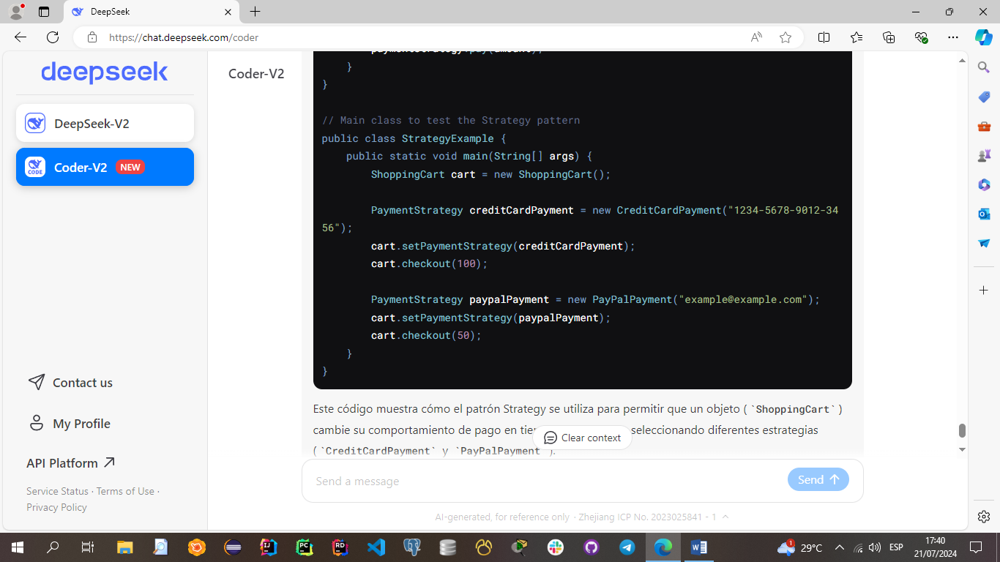 DeepSeek
https://chat.deepseek.com/coder
deepseek
DeepSeek-V2
CODE
Coder-V2 NEW
Contact us
My Profile
API Platform
Service Status · Terms of Use ·
Privacy Policy
Coder-V2
}
}
// Main class to test the Strategy pattern
public class StrategyExample {
public static void main(String[] args) {
ShoppingCart cart = new ShoppingCart();
PaymentStrategy creditCardPayment = new CreditCardPayment("1234-5678-9012-34
56");
cart.setPaymentStrategy(creditCardPayment);
cart.checkout(100);
PaymentStrategy paypalPayment = new PayPalPayment("example@example.com");
cart.setPaymentStrategy(paypalPayment);
cart.checkout(50);
}
}
Este código muestra cómo el patrón Strategy se utiliza para permitir que un objeto (`ShoppingCart`)
cambie su comportamiento de pago en seleccionando diferentes estrategias
(`CreditCardPayment` y `PayPalPayment`).
Clear context
Send a message
Send
AI-generated, for reference only · Zhejiang ICP No. 2023025841 - 1
IJ
PC
RD
1
29°C
ESP
17:40
21/07/2024